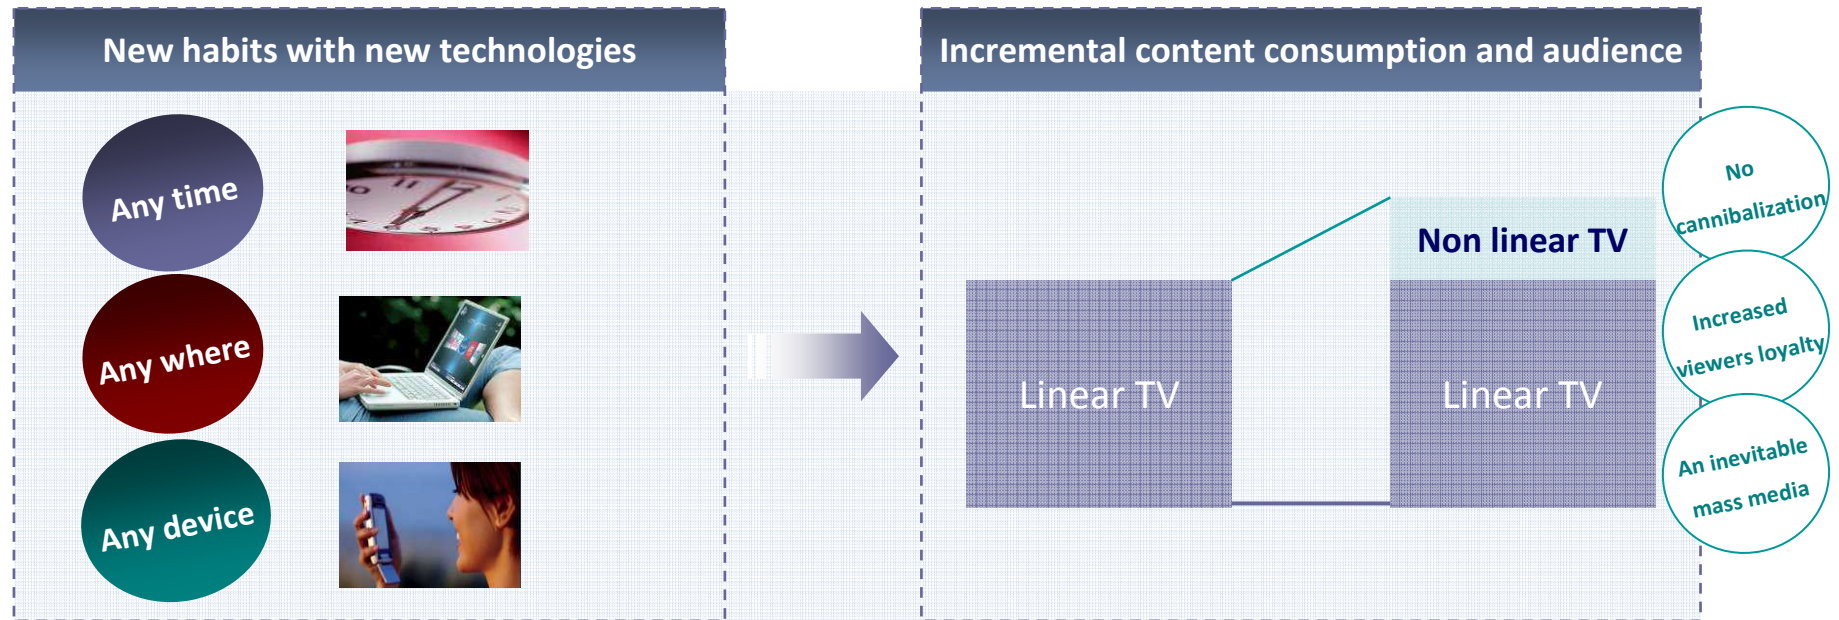 New habits with new technologies
Incremental content consumption and audience
Any time
Any where
Any device
Linear TV
Non linear TV
Linear TV
No
cannibalization
Increased
viewers loyalty
An inevitable
mass media